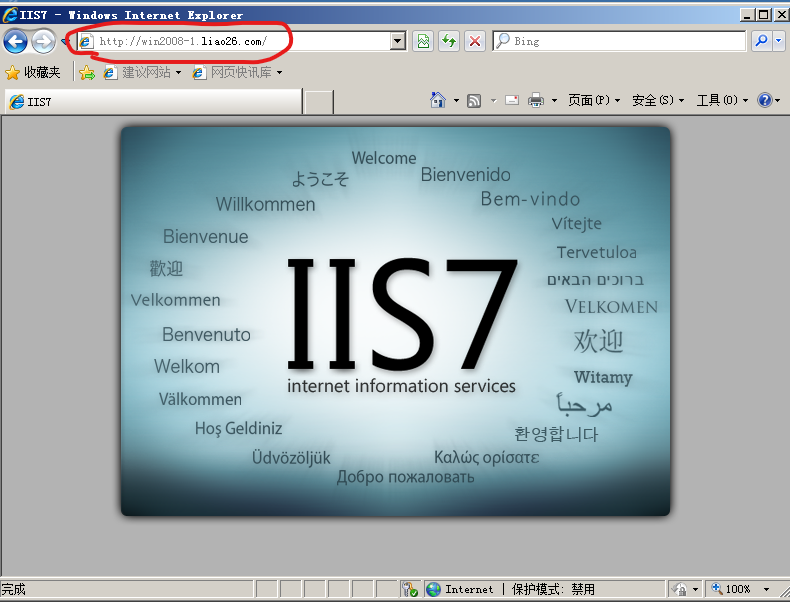 IIS7 - Windows Internet Explorer
http://win2008-1.liao26.com/
Bing
收藏夹
建议网站
网页快讯库
IIS7
页面(P)
安全(S)
工具(O)
Welcome
Bienvenido
ようこそ
Bem-vindo
Willkommen
Vítejte
Bienvenue
Tervetuloa
歡迎
ברוכים הבאים
Velkommen
VELKOMEN
Benvenuto
欢迎
Welkom
Witamy
Välkommen
مرحباً
Hoş Geldiniz
환영합니다
Üdvözöljük
Καλώς ορίσατε
Добро пожаловать
IIS7
internet information services
完成
Internet | 保护模式: 禁用
100%